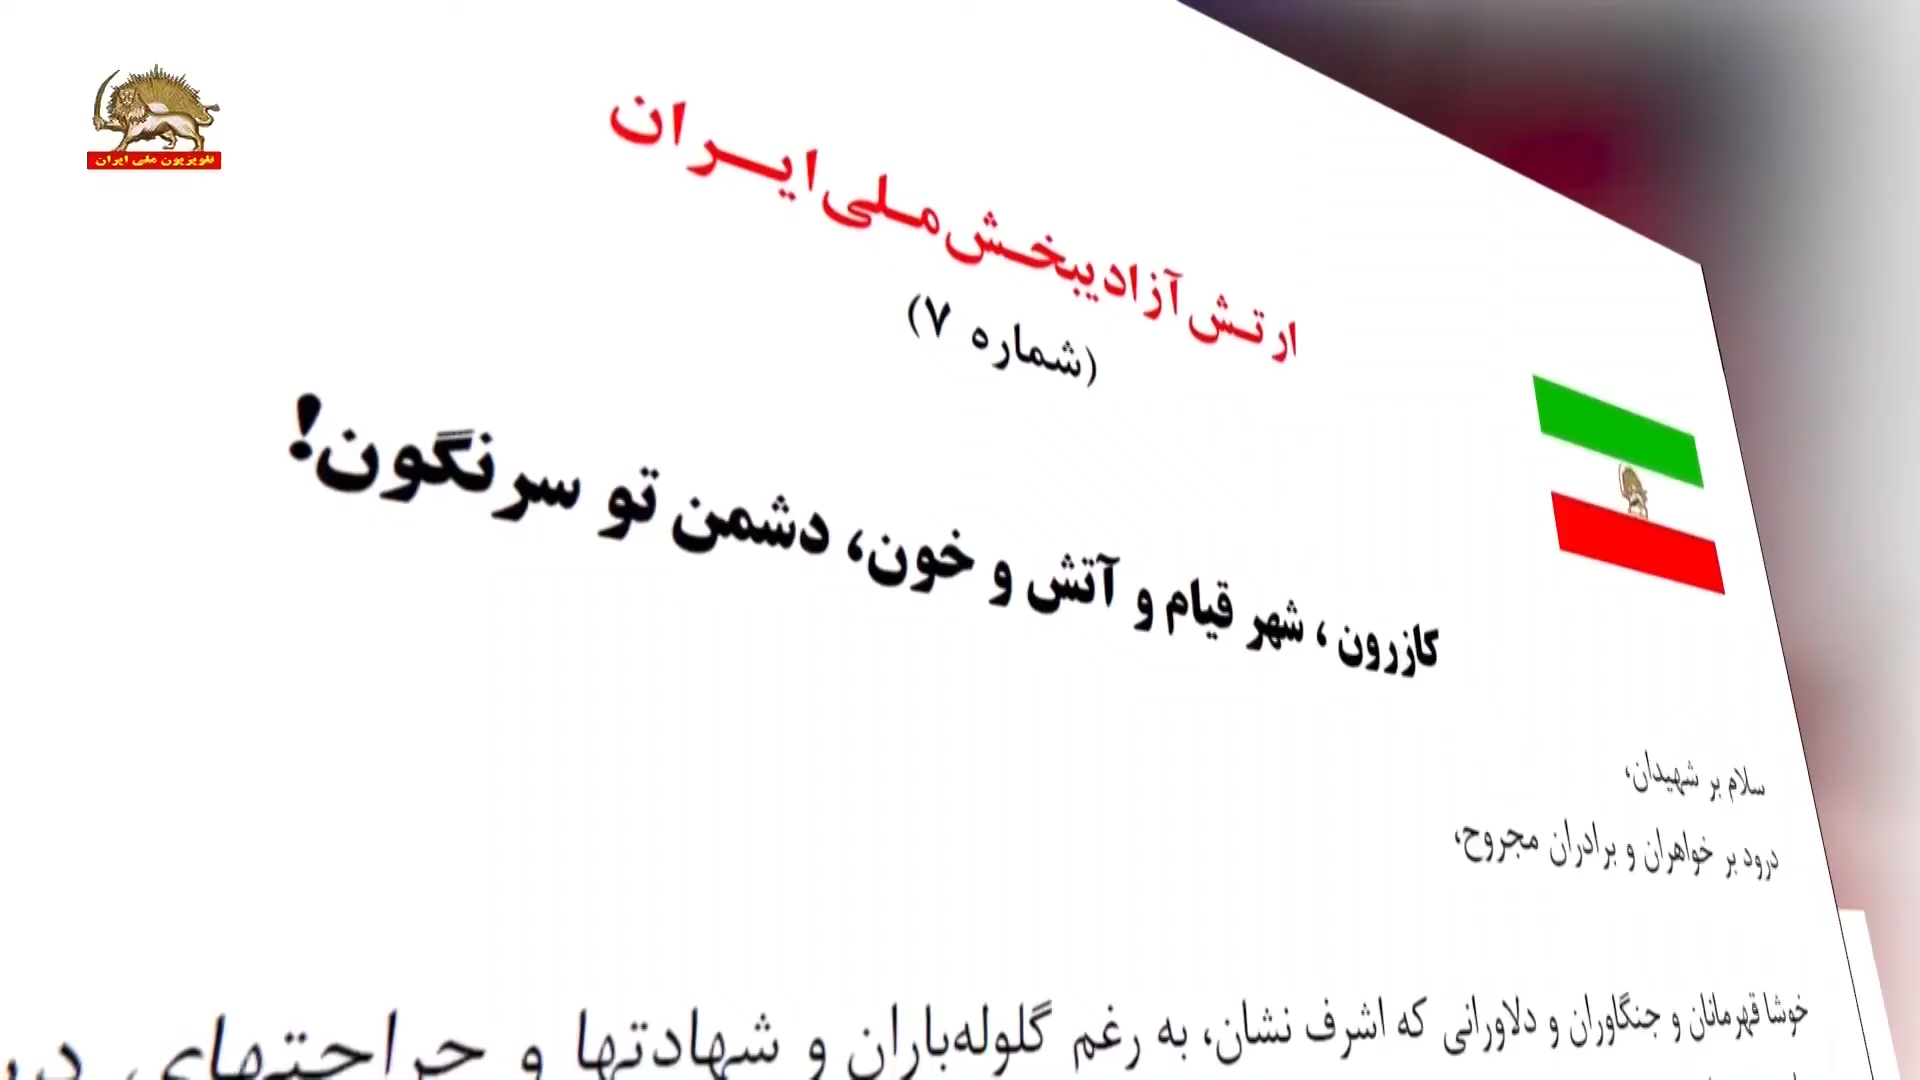 تلویزیون ملی ایران
ارتش آزادیبخش ملی ایران
(شماره ۷)
کازرون ، شهر قیام و آتش و خون، دشمن تو سرنگون!
سلام بر شهیدان،
درود بر خواهران و برادران مجروح،
خوشا قهرمانان و جنگاوران و دلاورانی که اشرف نشان، به رغم گلوله‌باران و شهادتها و جراحتهای